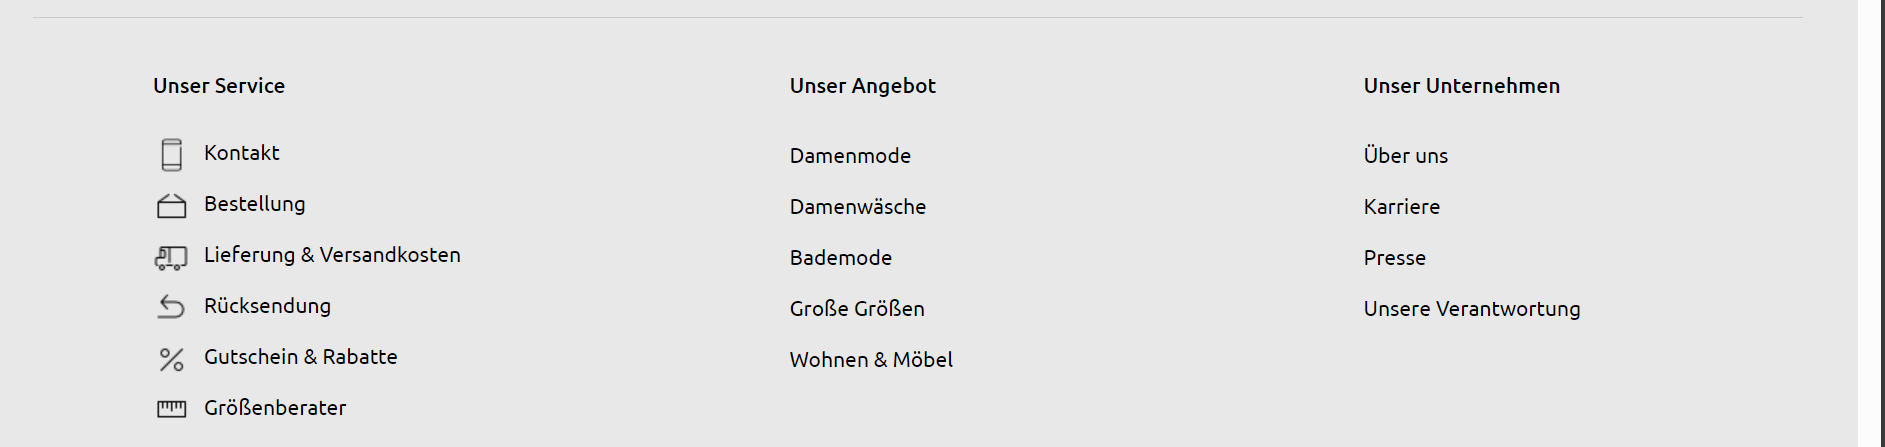 Unser Service
Kontakt
Bestellung
Lieferung & Versandkosten
Rücksendung
Gutschein & Rabatte
Größenberater
Unser Angebot
Damenmode
Damenwäsche
Bademode
Große Größen
Wohnen & Möbel
Unser Unternehmen
Über uns
Karriere
Presse
Unsere Verantwortung